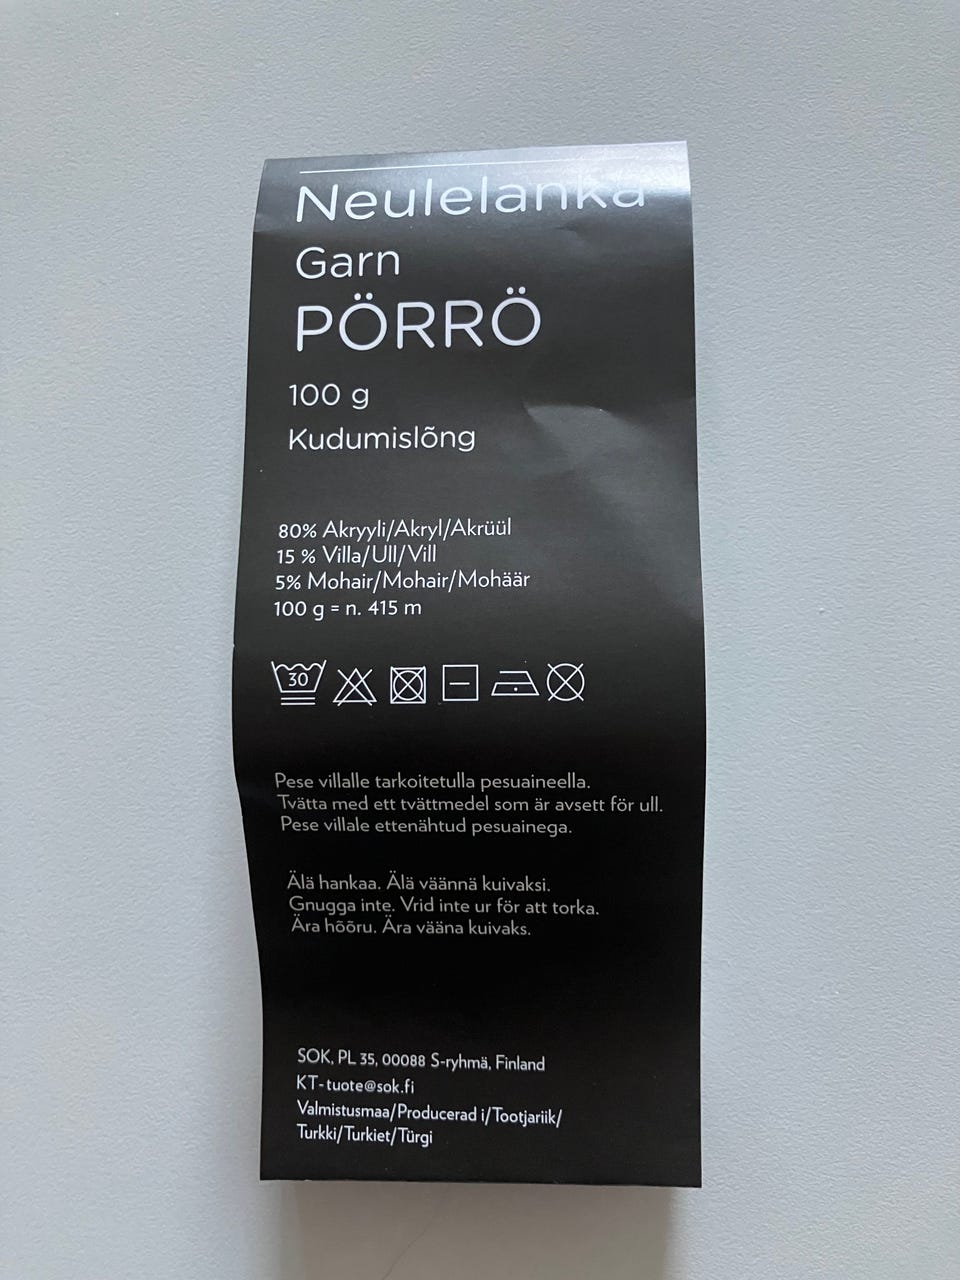 Neulelanka
Garn
PÖRRÖ
100 g
Kudumislõng
80% Akryyli/Akryl/Akrüül
15 % Villa/Ull/Vill
5% Mohair/Mohair/Mohäär
100 g = n. 415 m
30
Pese villalle tarkoitetulla pesuaineella.
Tvätta med ett tvättmedel som är avsett för ull.
Pese villale ettenähtud pesuainega.
Älä hankaa. Älä väännä kuivaksi.
Gnugga inte. Vrid inte ur för att torka.
Ära hõõru. Ära vääna kuivaks.
SOK, PL 35, 00088 S-ryhmä, Finland
KT-tuote@sok.fi
Valmistusmaa/Producerad i/Tootjariik/
Turkki/Turkiet/Türgi